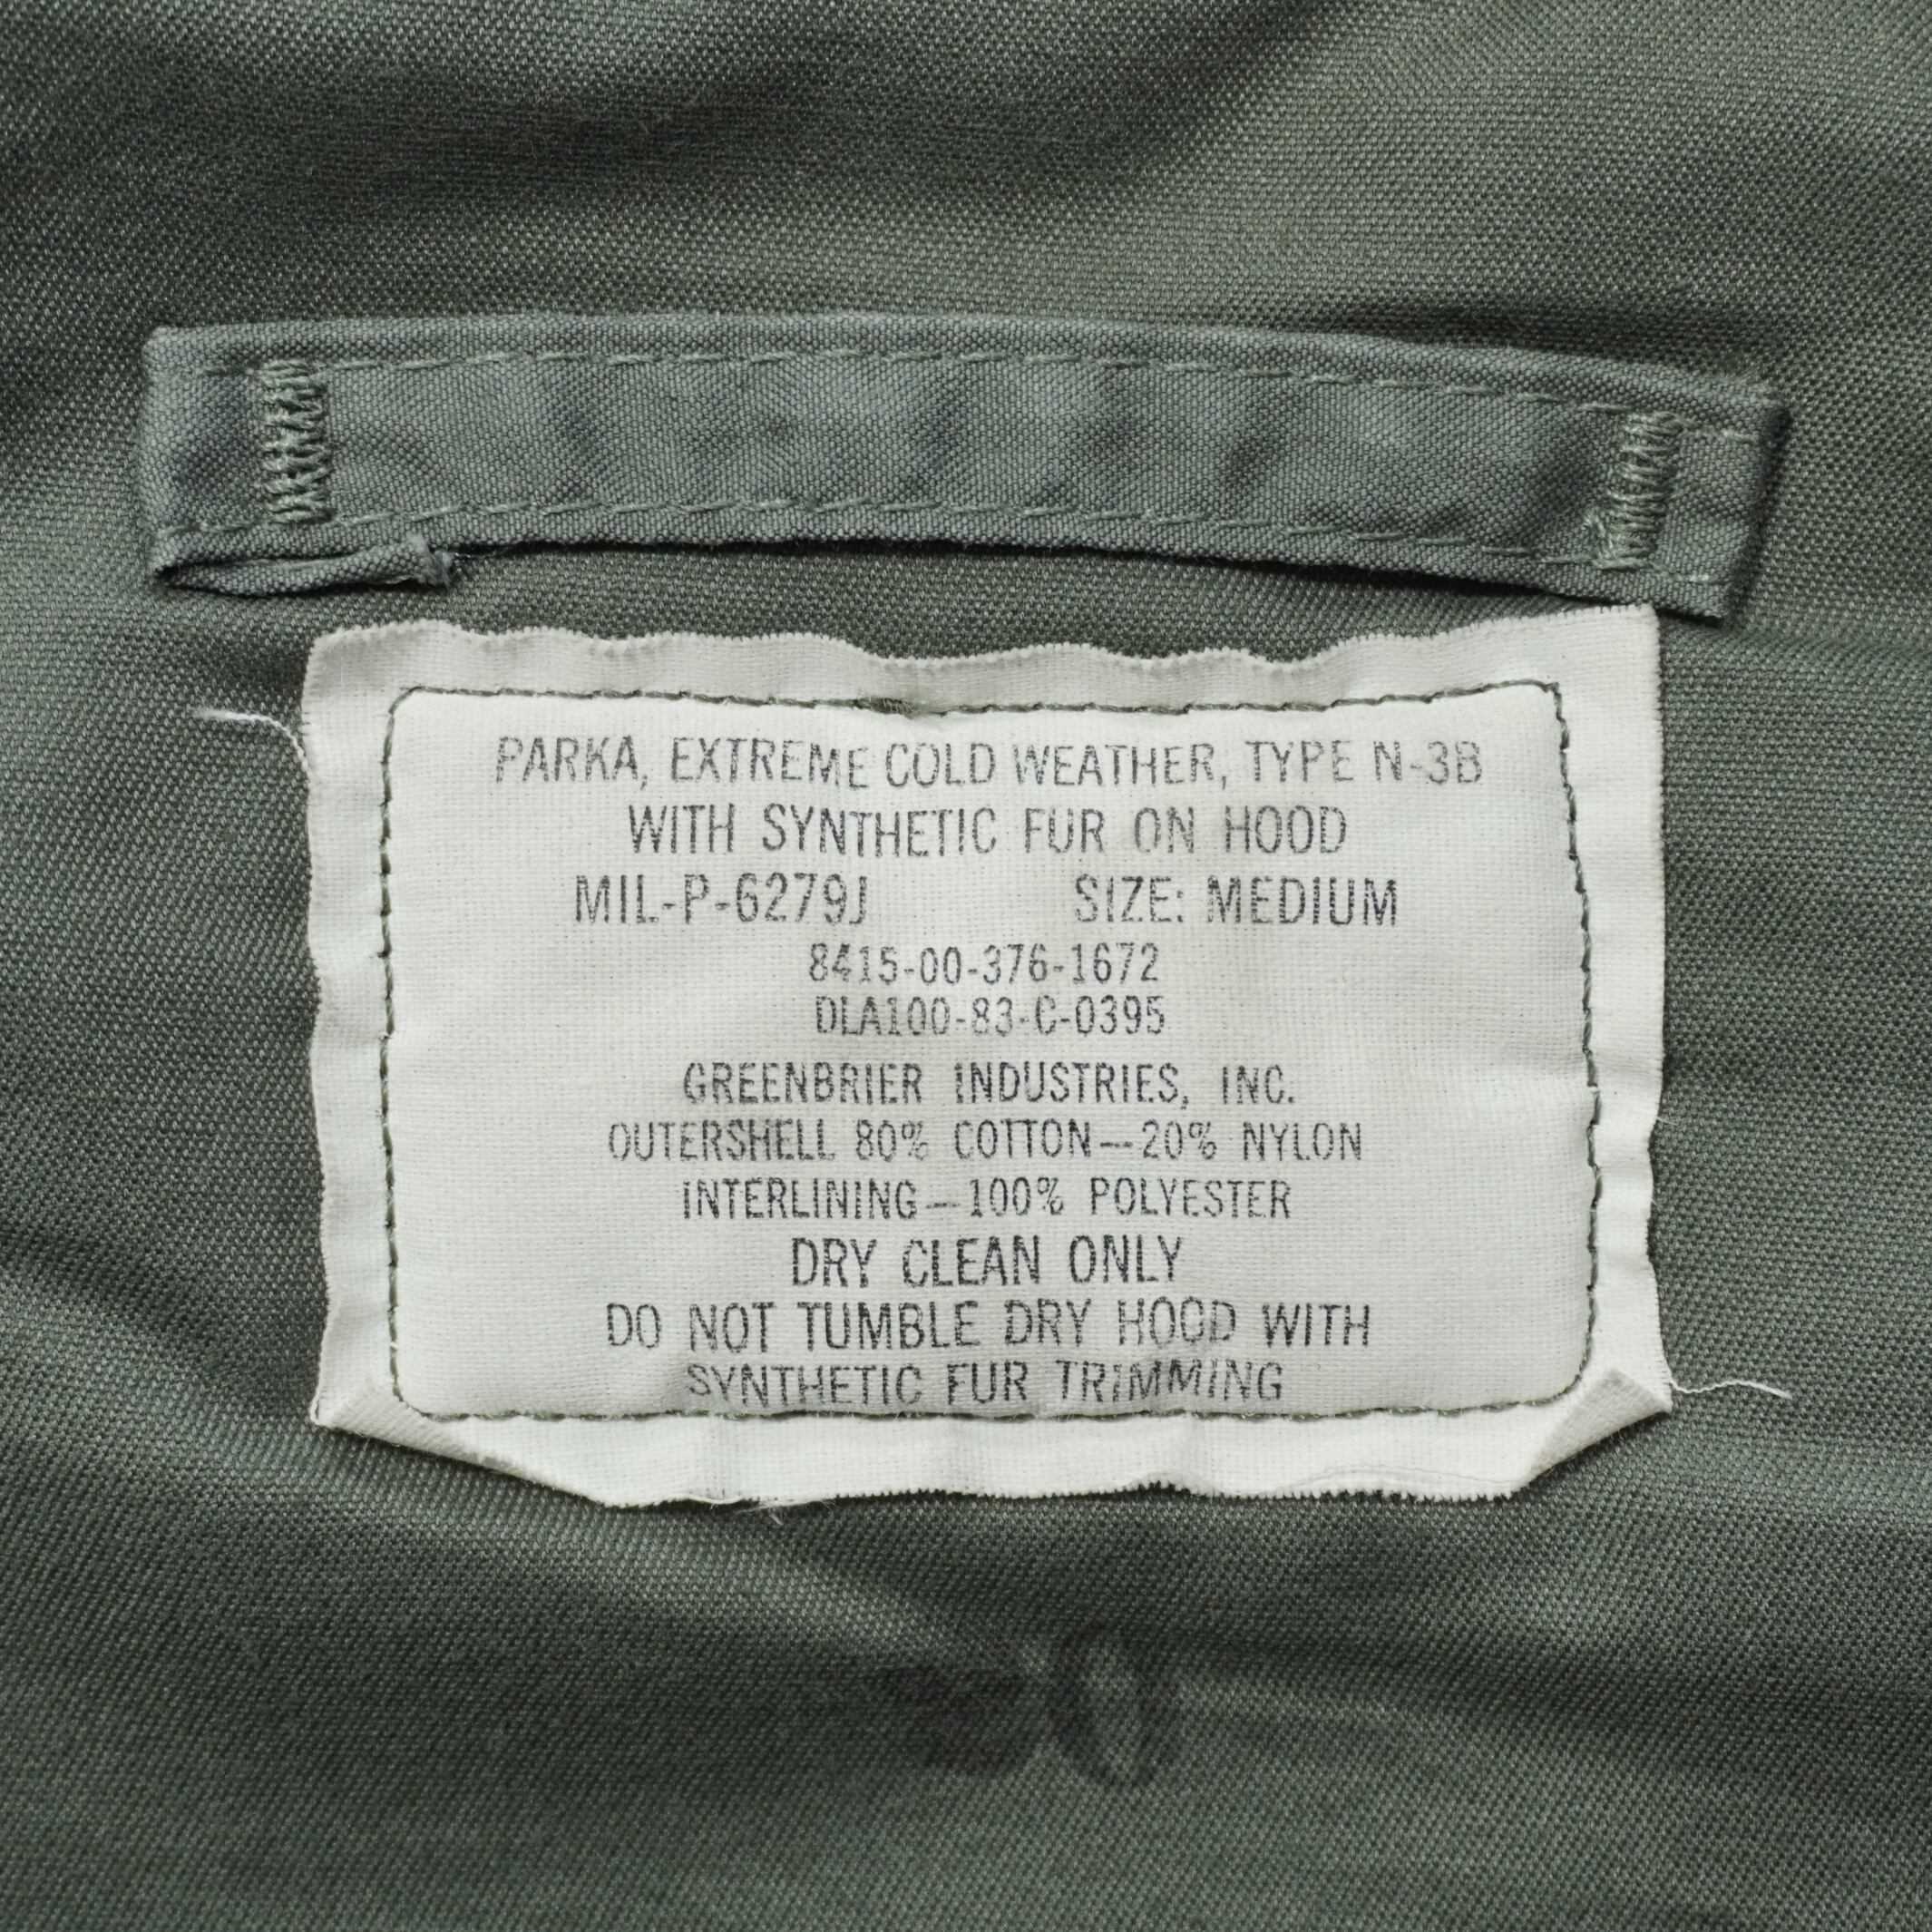 PARKA, EXTREME COLD WEATHER, TYPE N-3B
WITH SYNTHETIC FUR ON HOOD
MIL-P-6279J SIZE: MEDIUM
8415-00-376-1672
DLA100-83-C-0395
GREENBRIER INDUSTRIES, INC.
OUTERSHELL 80% COTTON—20% NYLON
INTERLINING—100% POLYESTER
DRY CLEAN ONLY
DO NOT TUMBLE DRY HOOD WITH
SYNTHETIC FUR TRIMMING